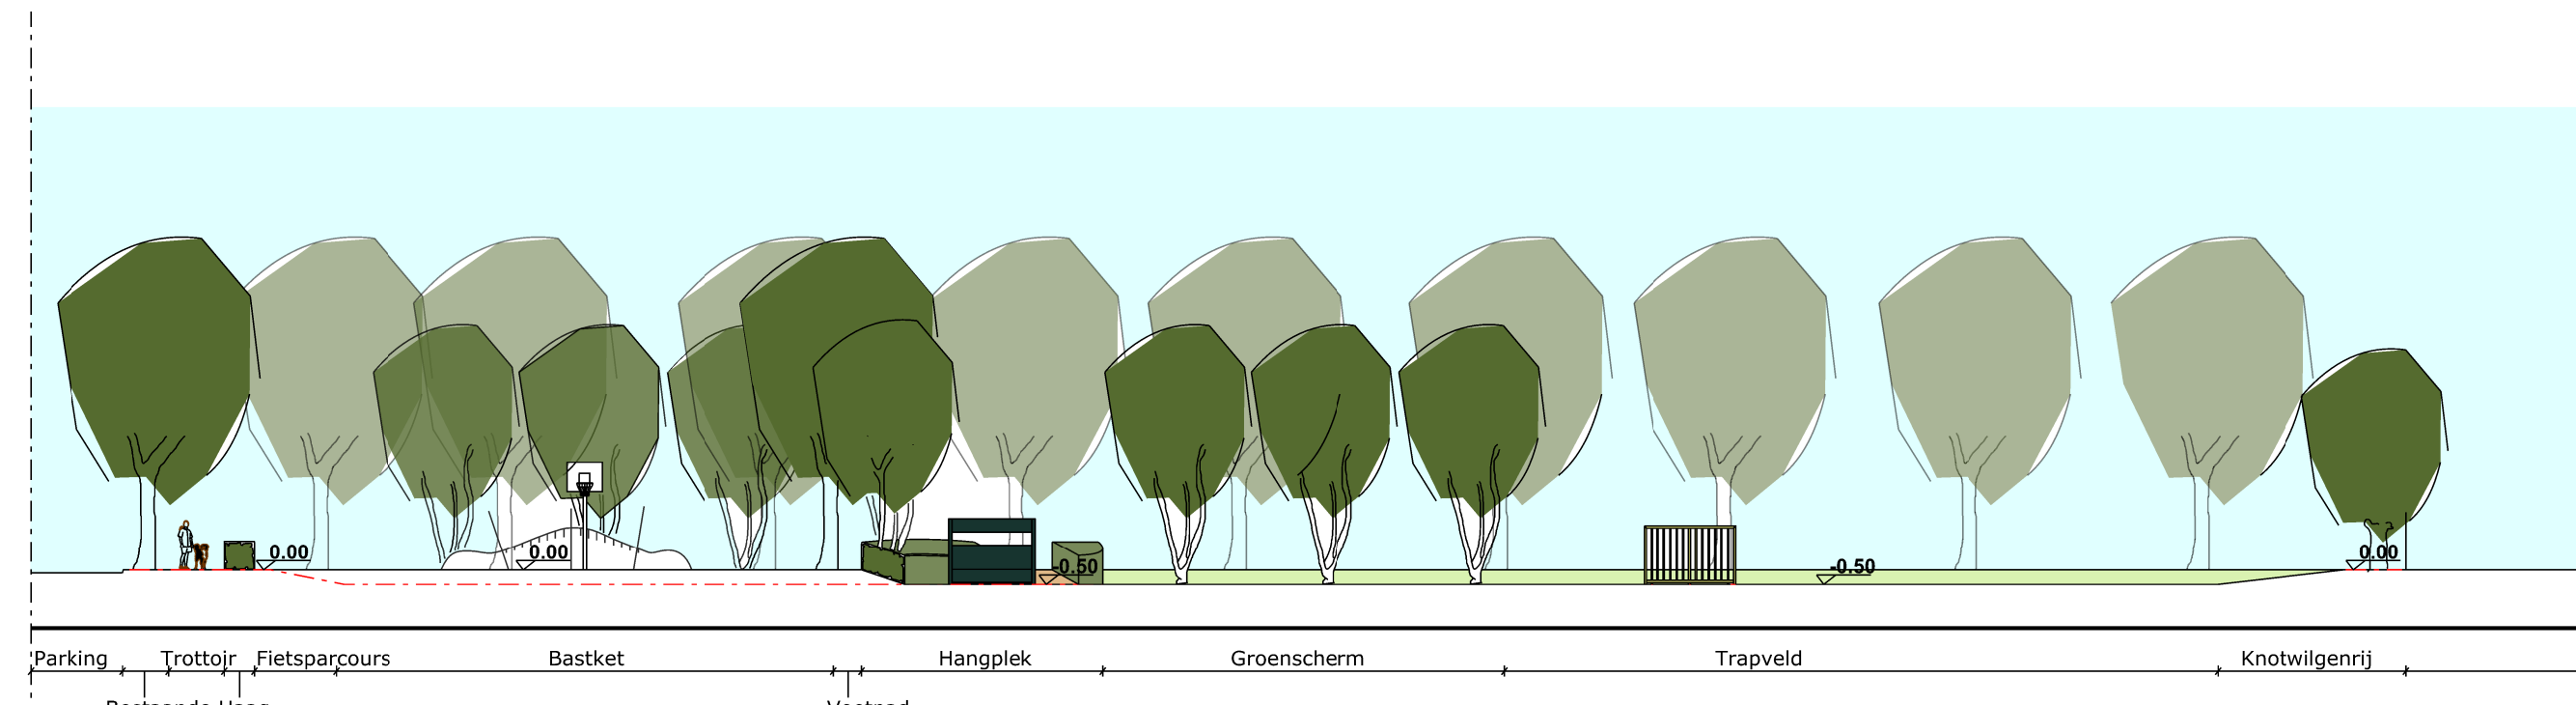 0.00
0.00
-0.50
-0.50
0.00
Parking
Trottoir
Fietsparcours
Bastket
Hangplek
Groenscherm
Trapveld
Knotwilgenrij